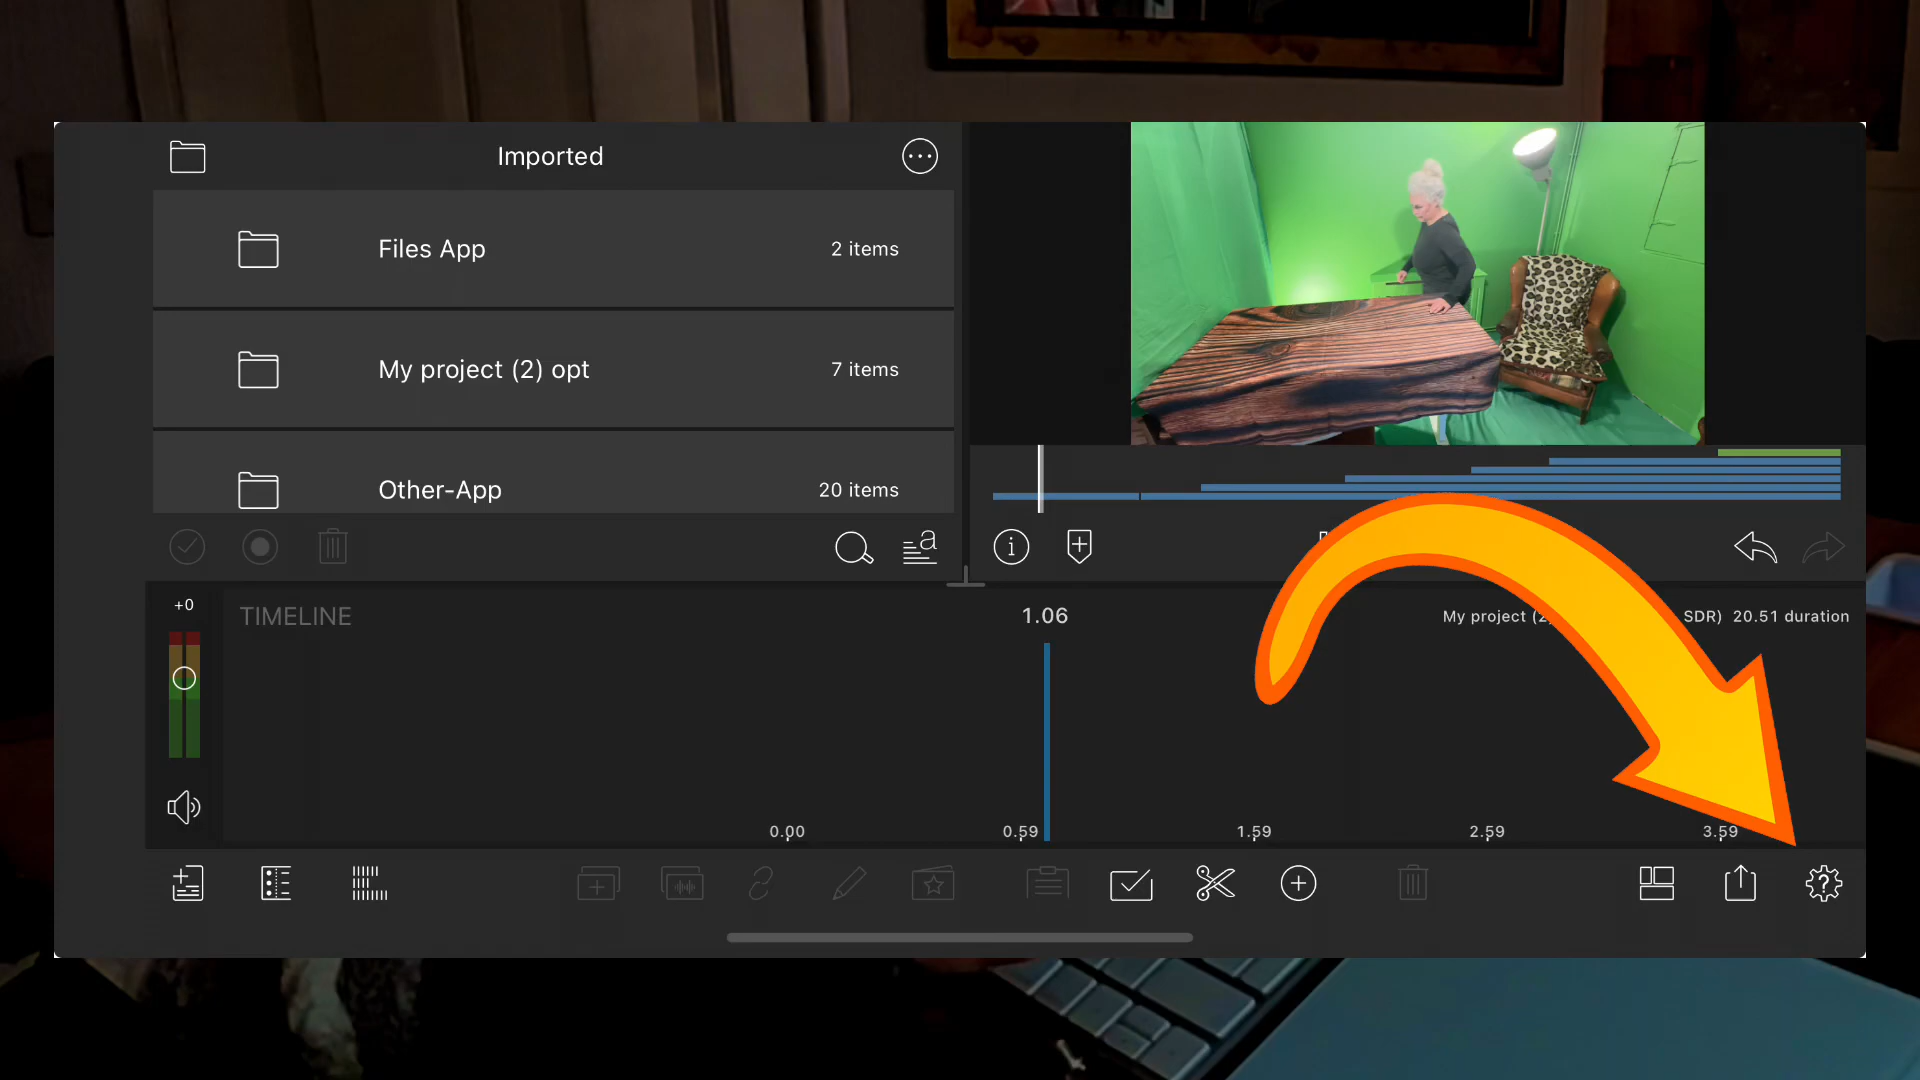 Imported
Files App
2 items
My project (2) opt
7 items
Other-App
20 items
a
i
+0
TIMELINE
1.06
My project (2
SDR) 20.51 duration
0.00
0.59
1.59
2.59
3.59
?